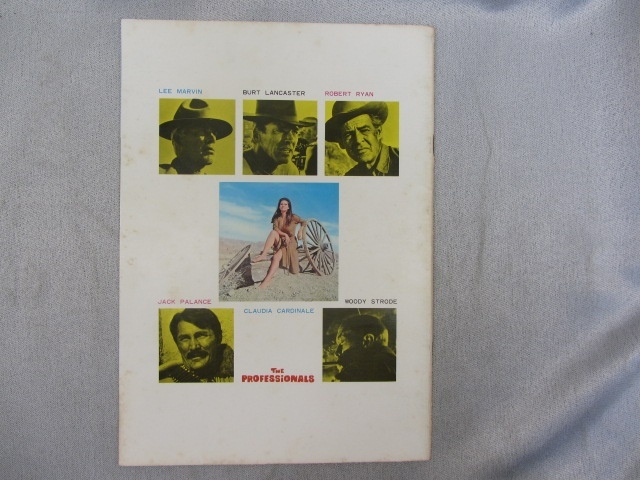 LEE MARVIN
BURT LANCASTER
ROBERT RYAN
JACK PALANCE
CLAUDIA CARDINALE
WOODY STRODE
THE
PROFESSIONALS